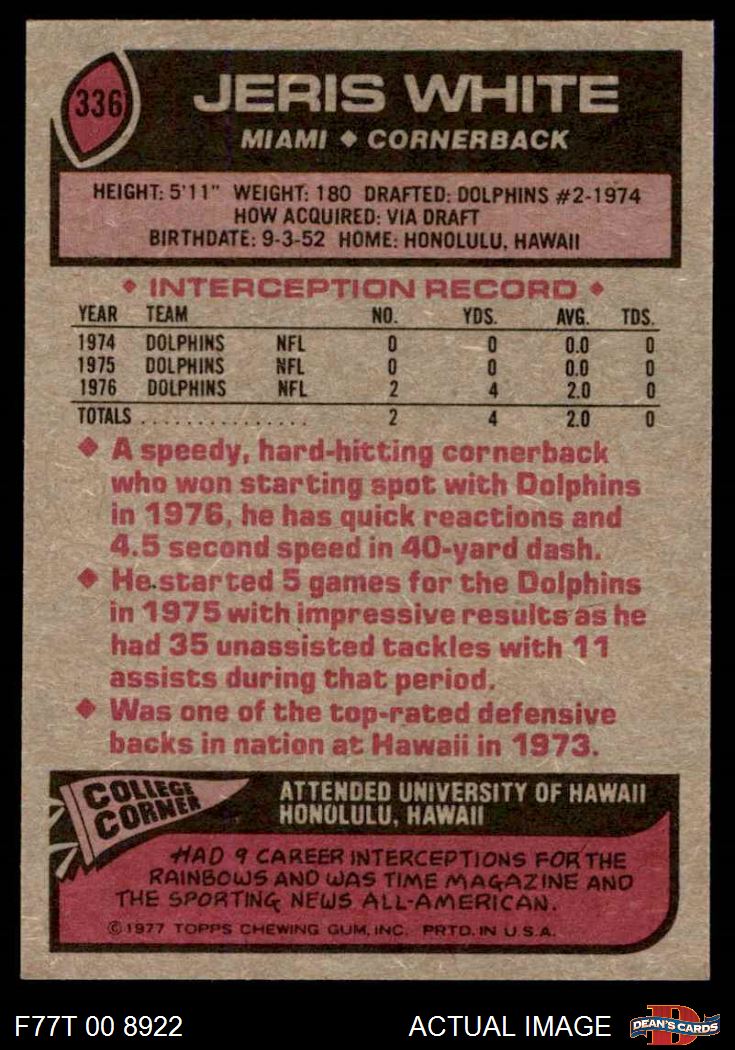 336
JERIS WHITE
MIAMI ◆ CORNERBACK
HEIGHT: 5'11" WEIGHT: 180 DRAFTED: DOLPHINS #2-1974
HOW ACQUIRED: VIA DRAFT
BIRTHDATE: 9-3-52 HOME: HONOLULU, HAWAII
◆ INTERCEPTION RECORD ◆
YEAR TEAM NO. YDS. AVG. TDS.
1974 DOLPHINS NFL 0 0 0.0 0
1975 DOLPHINS NFL 0 0 0.0 0
1976 DOLPHINS NFL 2 4 2.0 0
TOTALS . . . . . . . . . . . . . . . 2 4 2.0 0
◆ A speedy, hard-hitting cornerback
who won starting spot with Dolphins
in 1976, he has quick reactions and
4.5 second speed in 40-yard dash.
◆ He started 5 games for the Dolphins
in 1975 with impressive results as he
had 35 unassisted tackles with 11
assists during that period.
◆ Was one of the top-rated defensive
backs in nation at Hawaii in 1973.
COLLEGE
CORNER
ATTENDED UNIVERSITY OF HAWAII
HONOLULU, HAWAII
HAD 9 CAREER INTERCEPTIONS FOR THE
RAINBOWS AND WAS TIME MAGAZINE AND
THE SPORTING NEWS ALL-AMERICAN.
©1977 TOPPS CHEWING GUM, INC. PRTD. IN U.S.A.
F77T 00 8922
ACTUAL IMAGE
D
DEAN'S CARDS